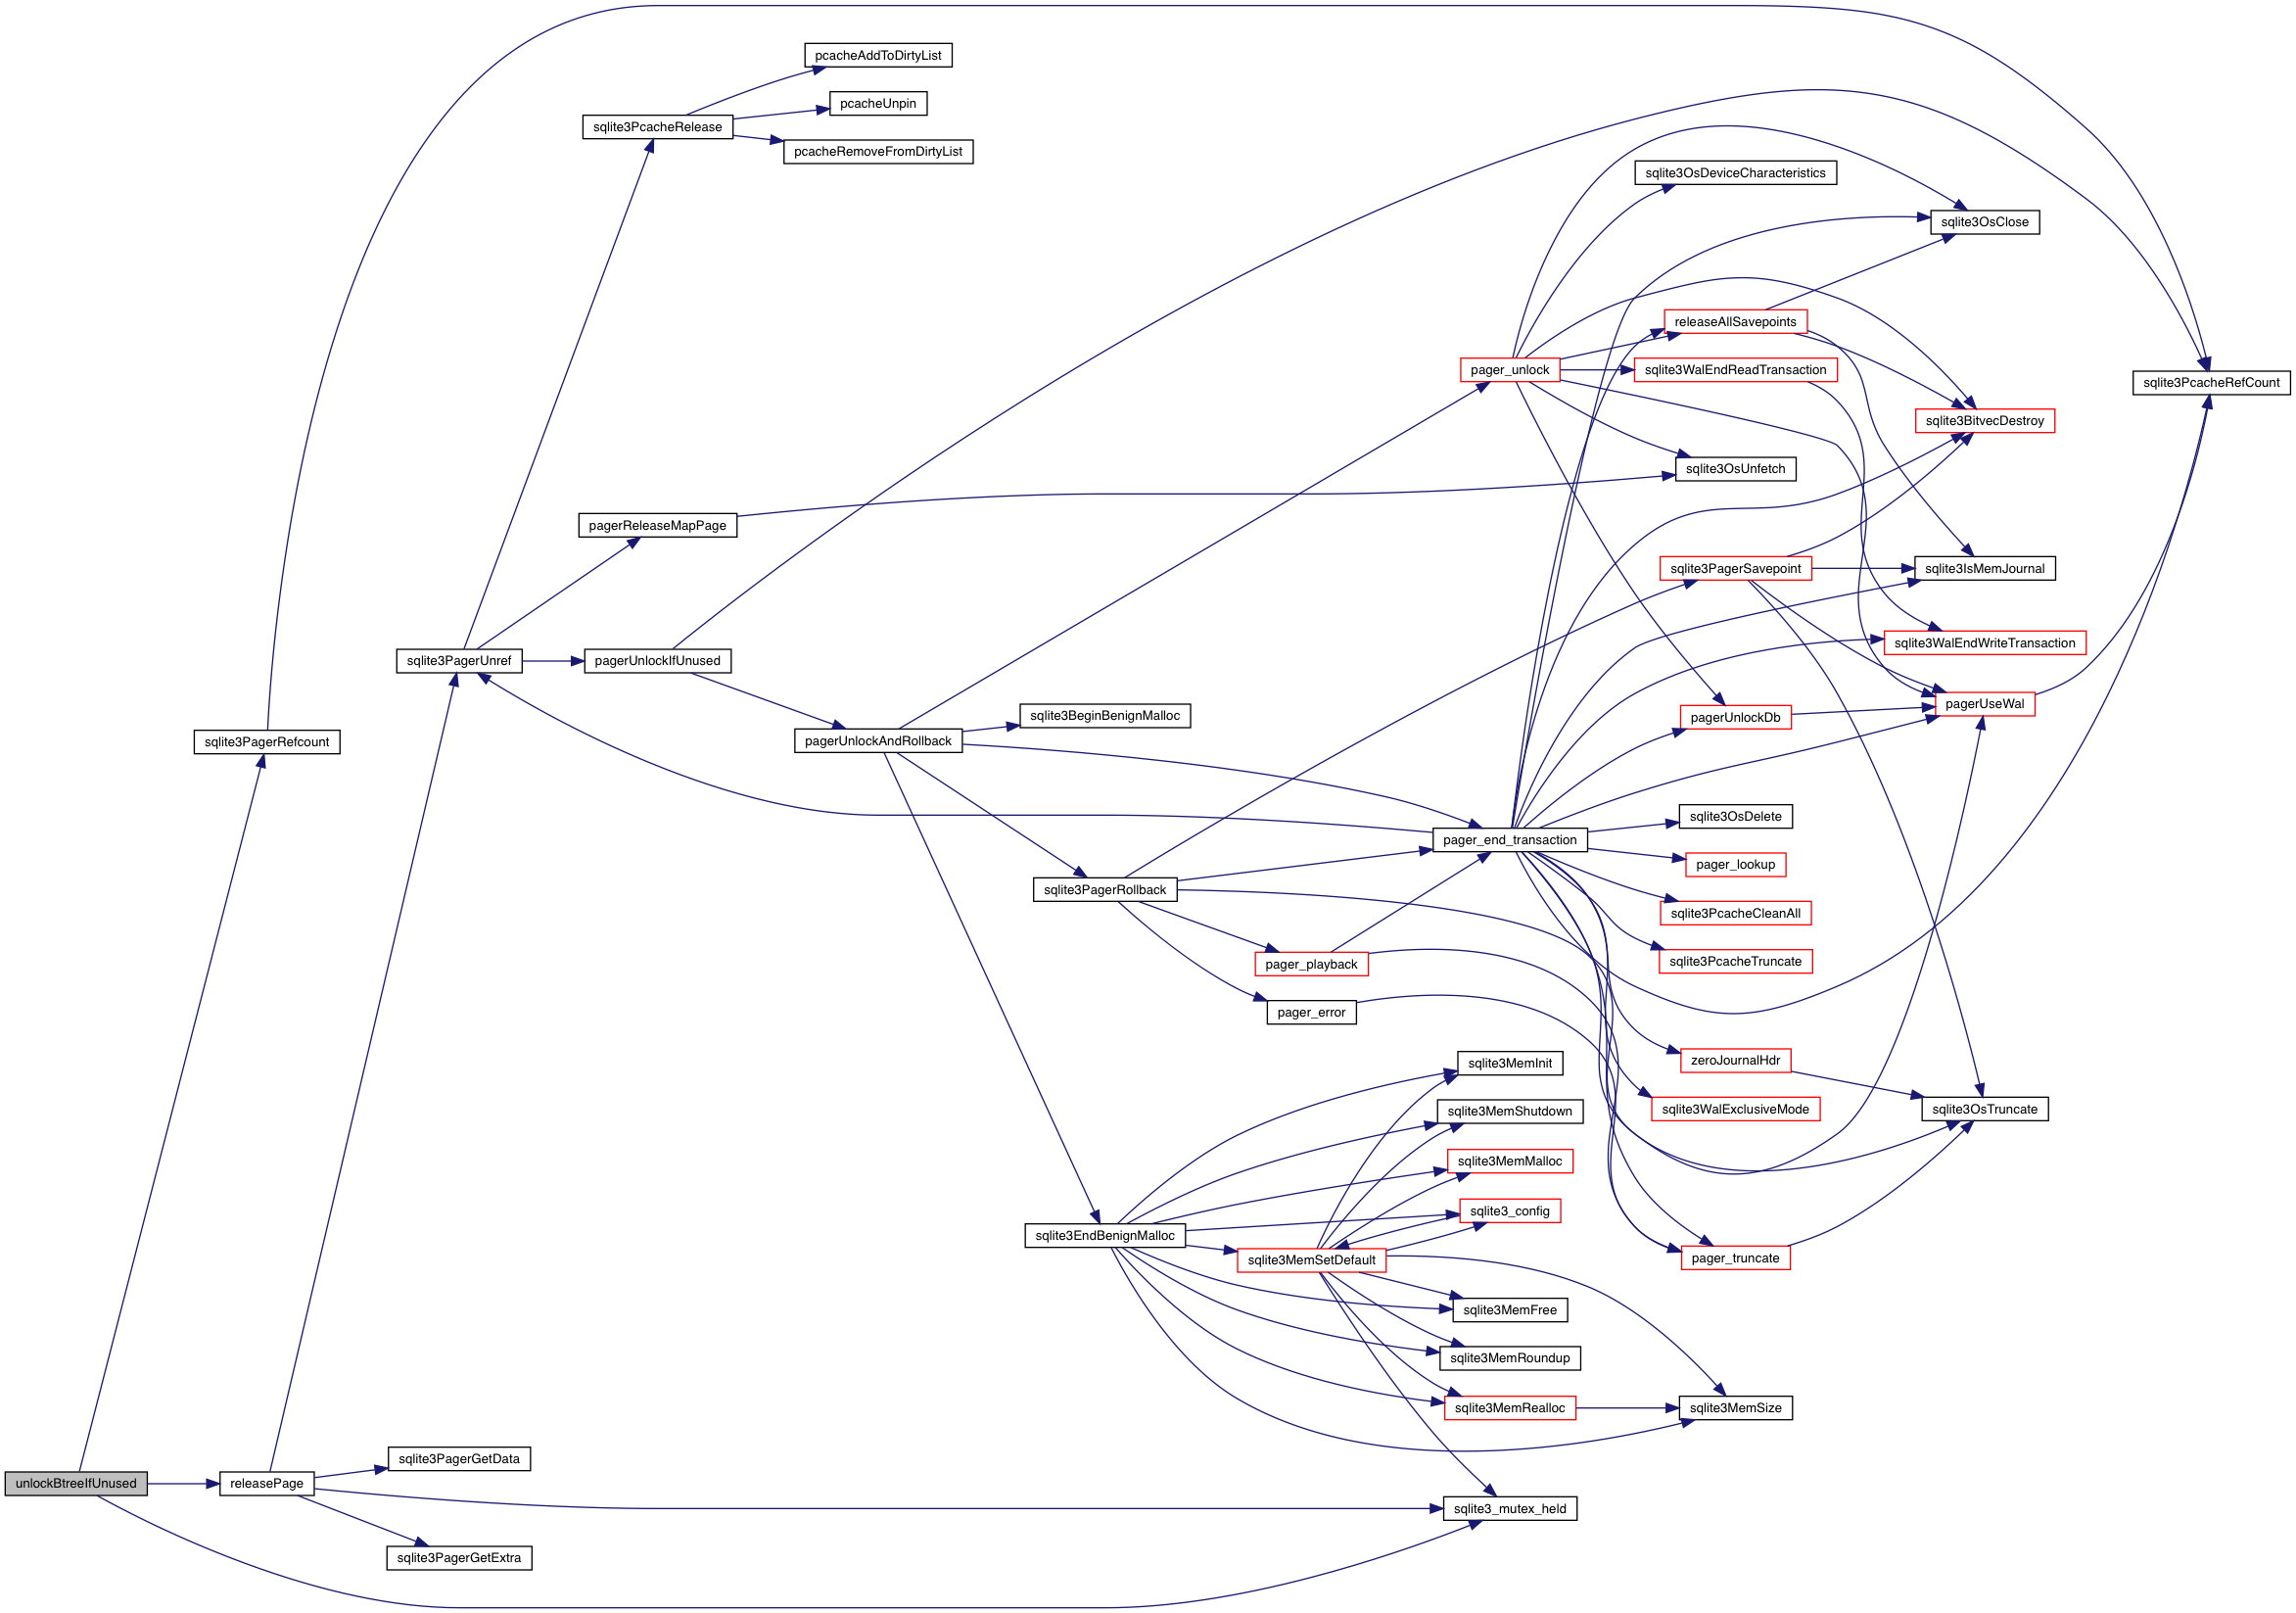 pcacheAddToDirtyList
pcacheUnpin
sqlite3PcacheRelease
pcacheRemoveFromDirtyList
sqlite3OsDeviceCharacteristics
sqlite3OsClose
releaseAllSavepoints
pager_unlock
sqlite3WalEndReadTransaction
sqlite3PcacheRefCount
sqlite3BitvecDestroy
sqlite3OsUnfetch
pagerReleaseMapPage
sqlite3PagerSavepoint
sqlite3IsMemJournal
sqlite3WalEndWriteTransaction
sqlite3PagerUnref
pagerUnlockIfUnused
pagerUseWal
sqlite3BeginBenignMalloc
pagerUnlockDb
sqlite3PagerRefcount
pagerUnlockAndRollback
sqlite3OsDelete
pager_end_transaction
pager_lookup
sqlite3PagerRollback
sqlite3PcacheCleanAll
pager_playback
sqlite3PcacheTruncate
pager_error
sqlite3MemInit
zeroJournalHdr
sqlite3MemShutdown
sqlite3WalExclusiveMode
sqlite3OsTruncate
sqlite3MemMalloc
sqlite3_config
sqlite3EndBenignMalloc
sqlite3MemSetDefault
pager_truncate
sqlite3MemFree
sqlite3MemRoundup
sqlite3MemRealloc
sqlite3MemSize
sqlite3PagerGetData
unlockBtreeIfUnused
releasePage
sqlite3_mutex_held
sqlite3PagerGetExtra